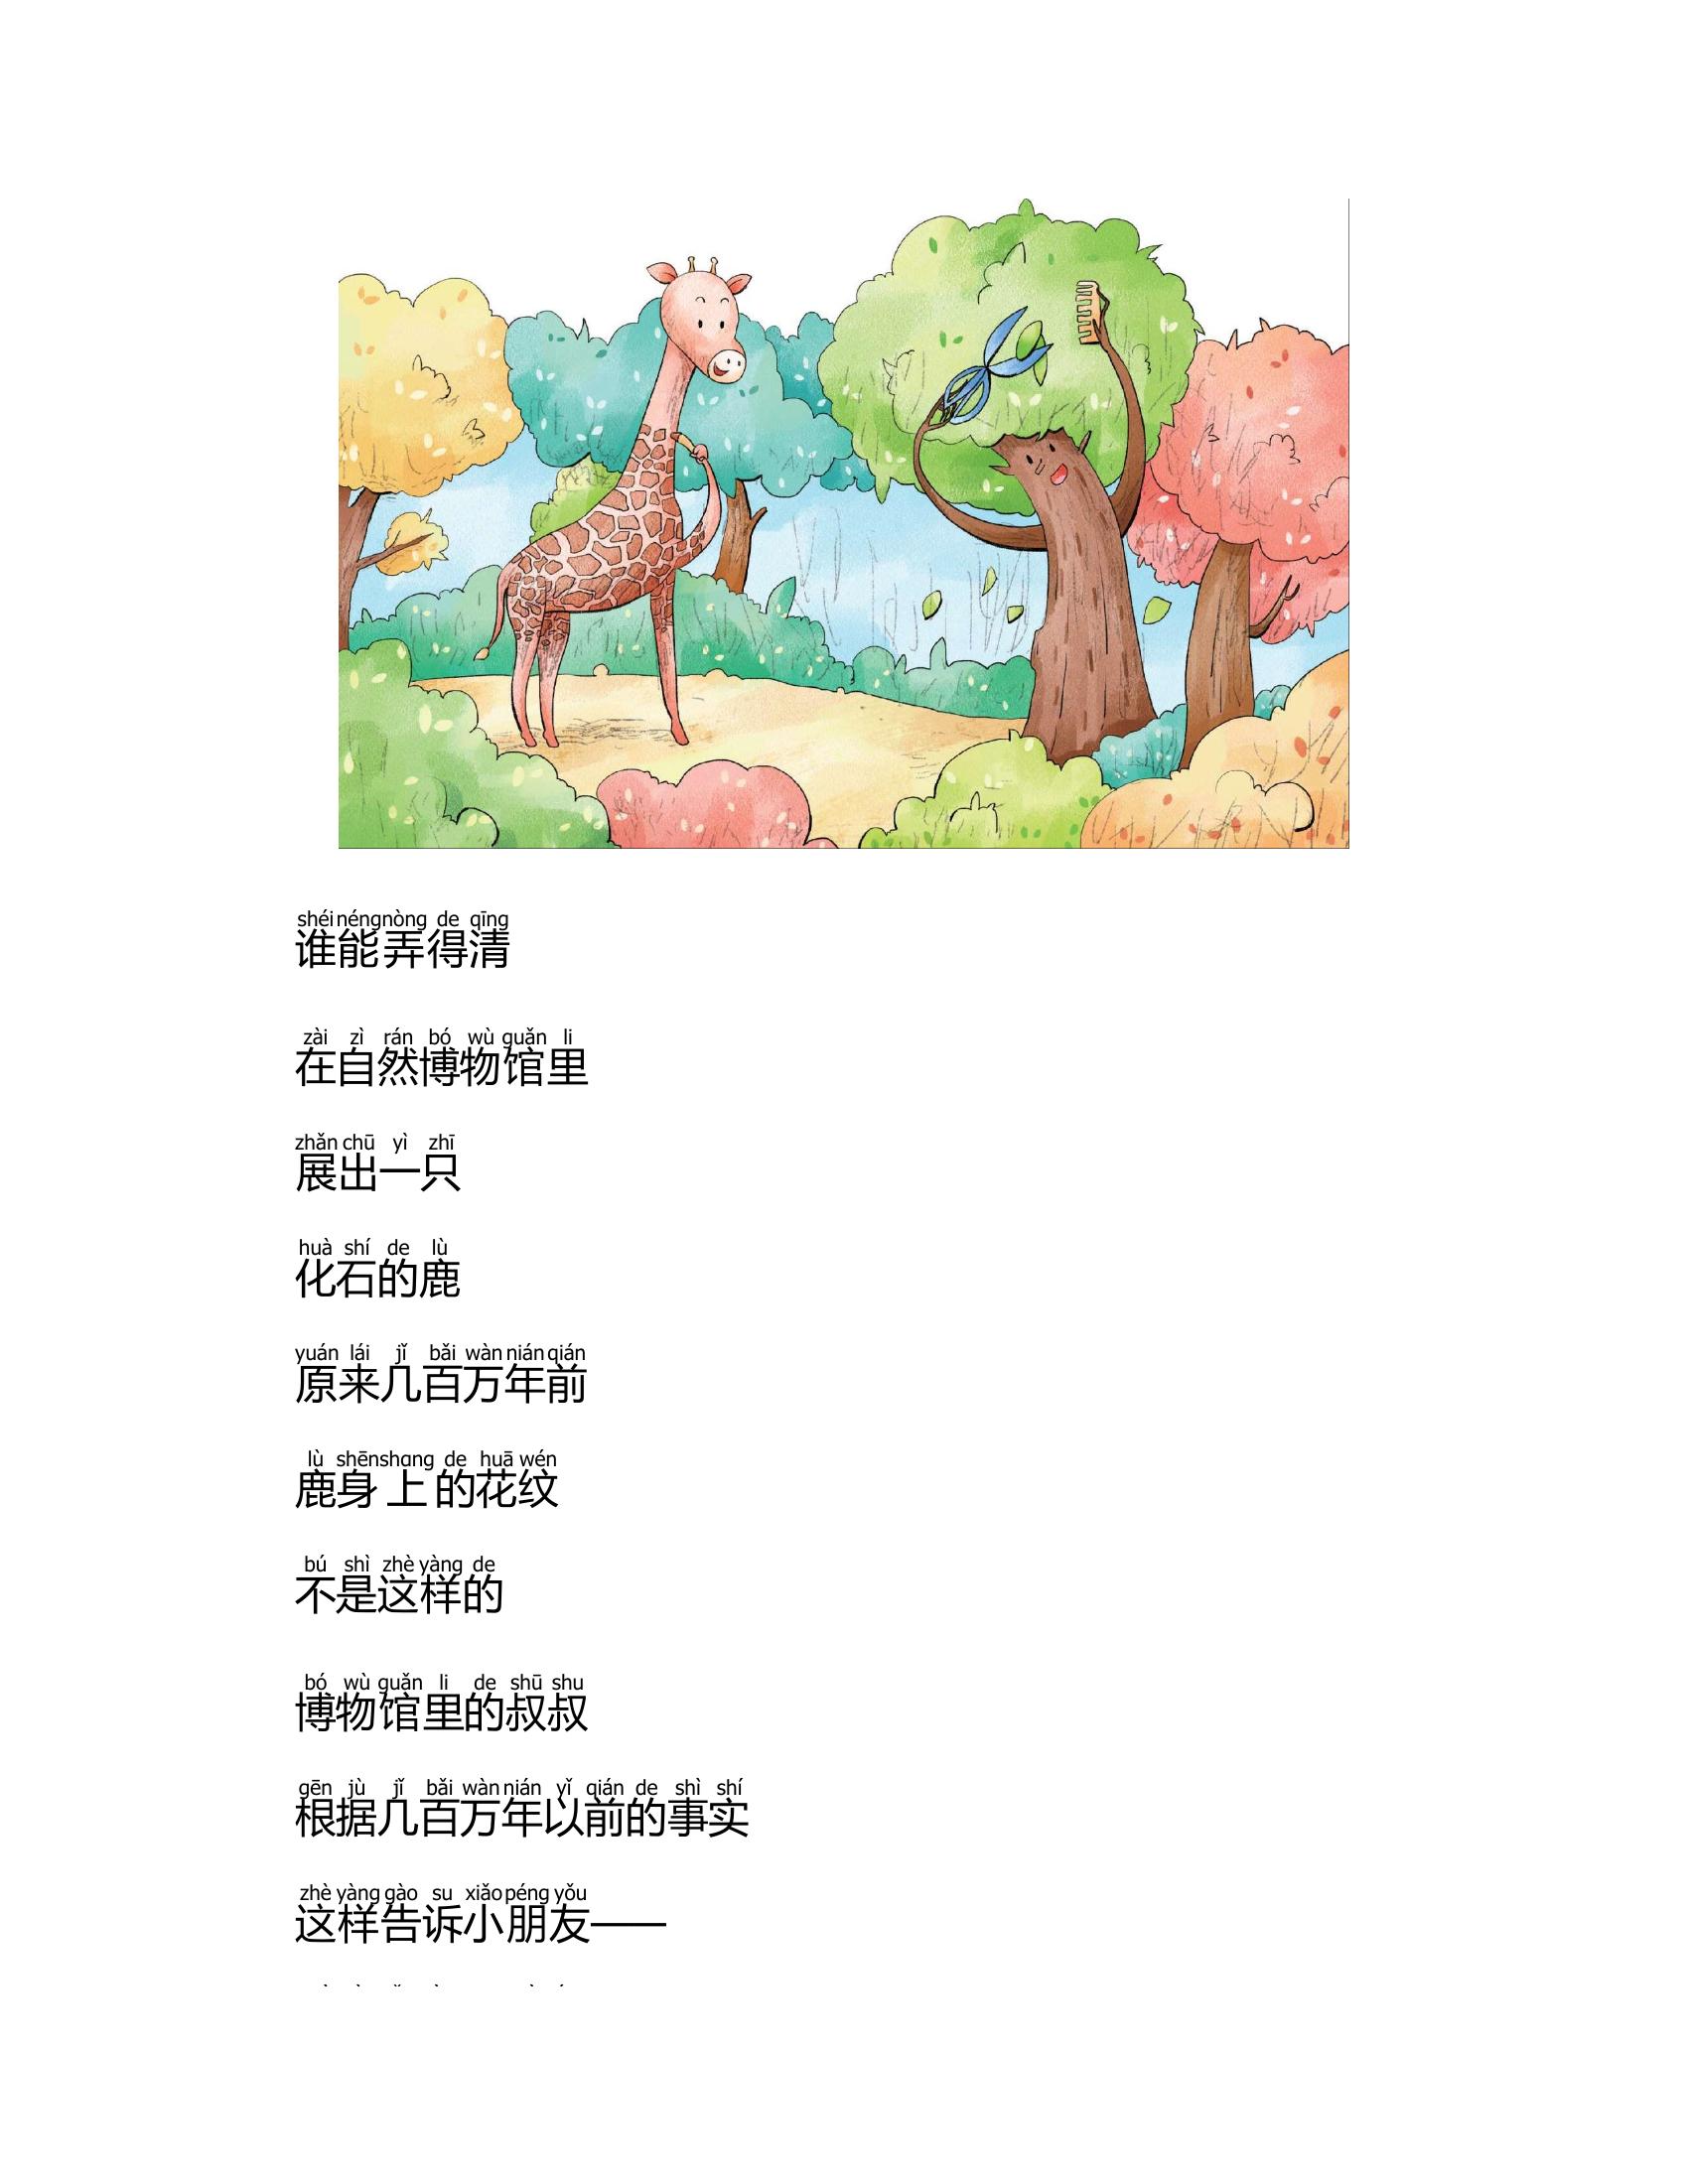 shéi néng nòng de qīng
谁能弄得清
zài zì rán bó wù guǎn li
在自然博物馆里
zhǎn chū yì zhī
展出一只
huà shí de lù
化石的鹿
yuán lái jǐ bǎi wàn nián qián
原来几百万年前
lù shēn shang de huā wén
鹿身上的花纹
bú shì zhè yàng de
不是这样的
bó wù guǎn li de shū shu
博物馆里的叔叔
gēn jù jǐ bǎi wàn nián yǐ qián de shì shí
根据几百万年以前的事实
zhè yàng gào su xiǎo péng yǒu
这样告诉小朋友——